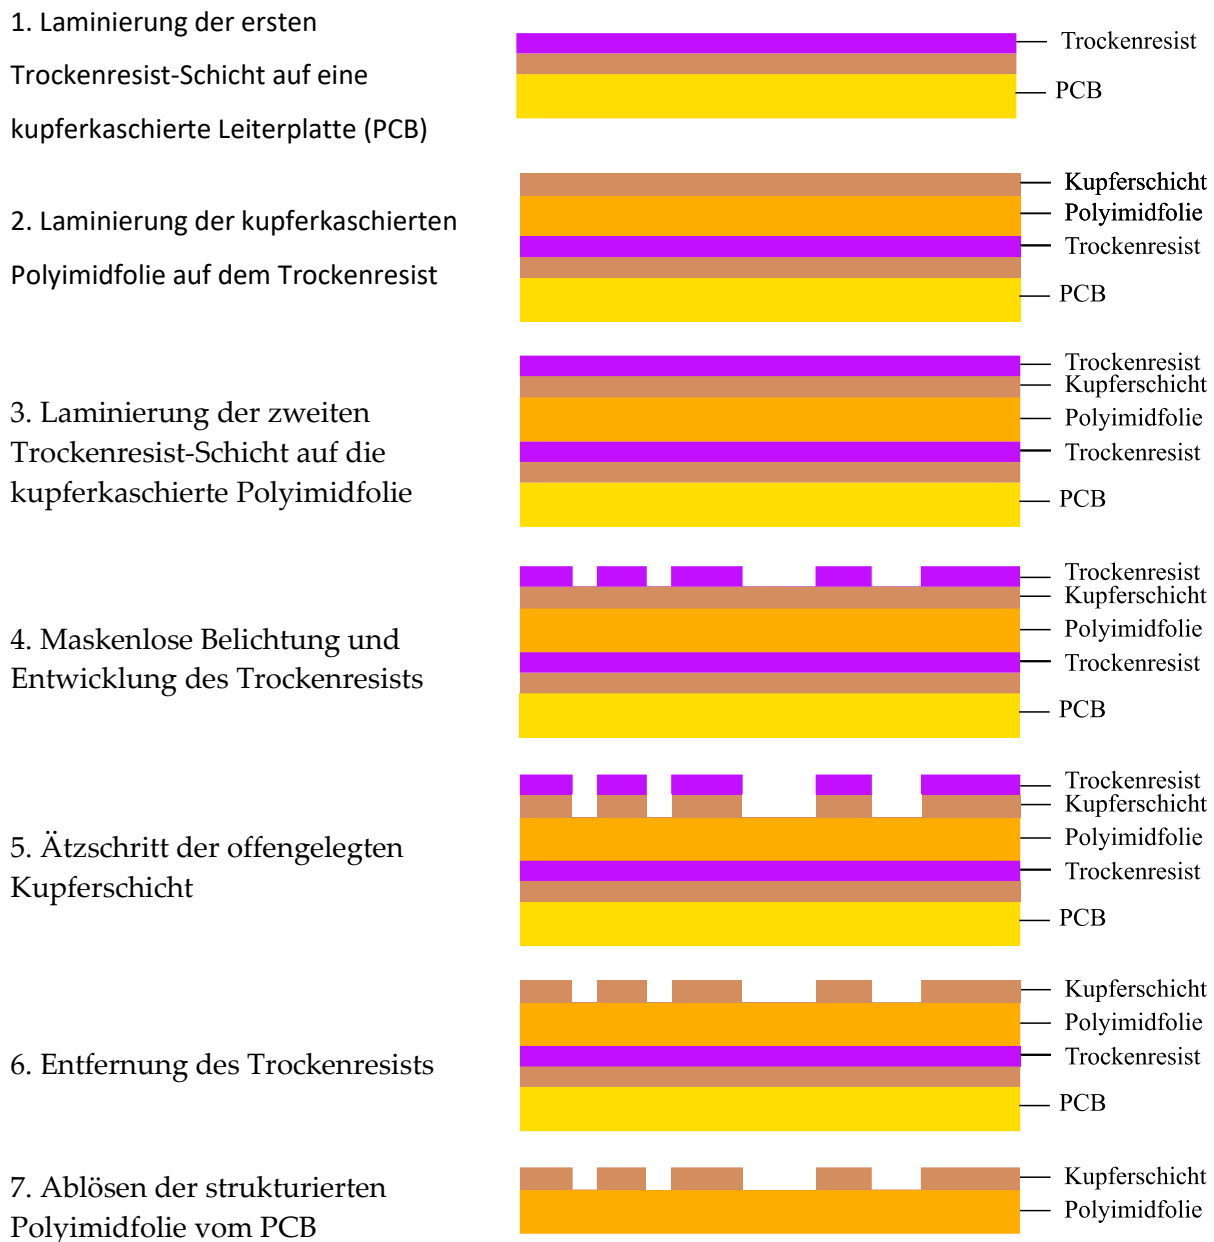 1. Laminierung der ersten
Trockenresist-Schicht auf eine
kupferkaschierte Leiterplatte (PCB)
Trockenresist
PCB
2. Laminierung der kupferkaschierten
Polyimidfolie auf dem Trockenresist
Kupferschicht
Polyimidfolie
Trockenresist
PCB
3. Laminierung der zweiten
Trockenresist-Schicht auf die
kupferkaschierte Polyimidfolie
Trockenresist
Kupferschicht
Polyimidfolie
Trockenresist
PCB
4. Maskenlose Belichtung und
Entwicklung des Trockenresists
Trockenresist
Kupferschicht
Polyimidfolie
Trockenresist
PCB
5. Ätzschritt der offengelegten
Kupferschicht
Trockenresist
Kupferschicht
Polyimidfolie
Trockenresist
PCB
6. Entfernung des Trockenresists
Kupferschicht
Polyimidfolie
Trockenresist
PCB
7. Ablösen der strukturierten
Polyimidfolie vom PCB
Kupferschicht
Polyimidfolie